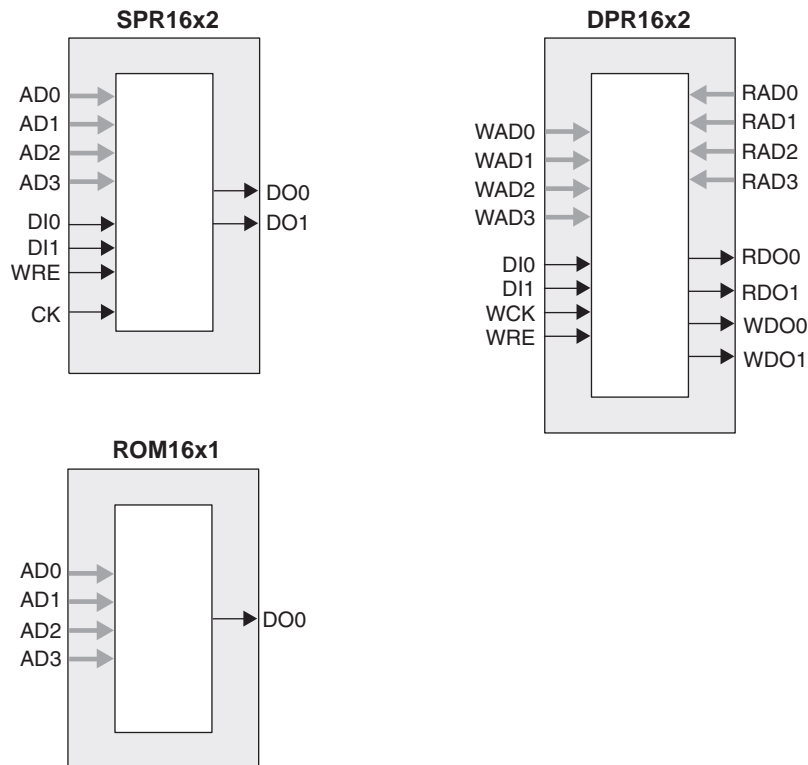 SPR16x2
AD0
AD1
AD2
AD3
DI0
DI1
WRE
CK
DO0
DO1
DPR16x2
WAD0
WAD1
WAD2
WAD3
DI0
DI1
WCK
WRE
RAD0
RAD1
RAD2
RAD3
RDO0
RDO1
WDO0
WDO1
ROM16x1
AD0
AD1
AD2
AD3
DO0